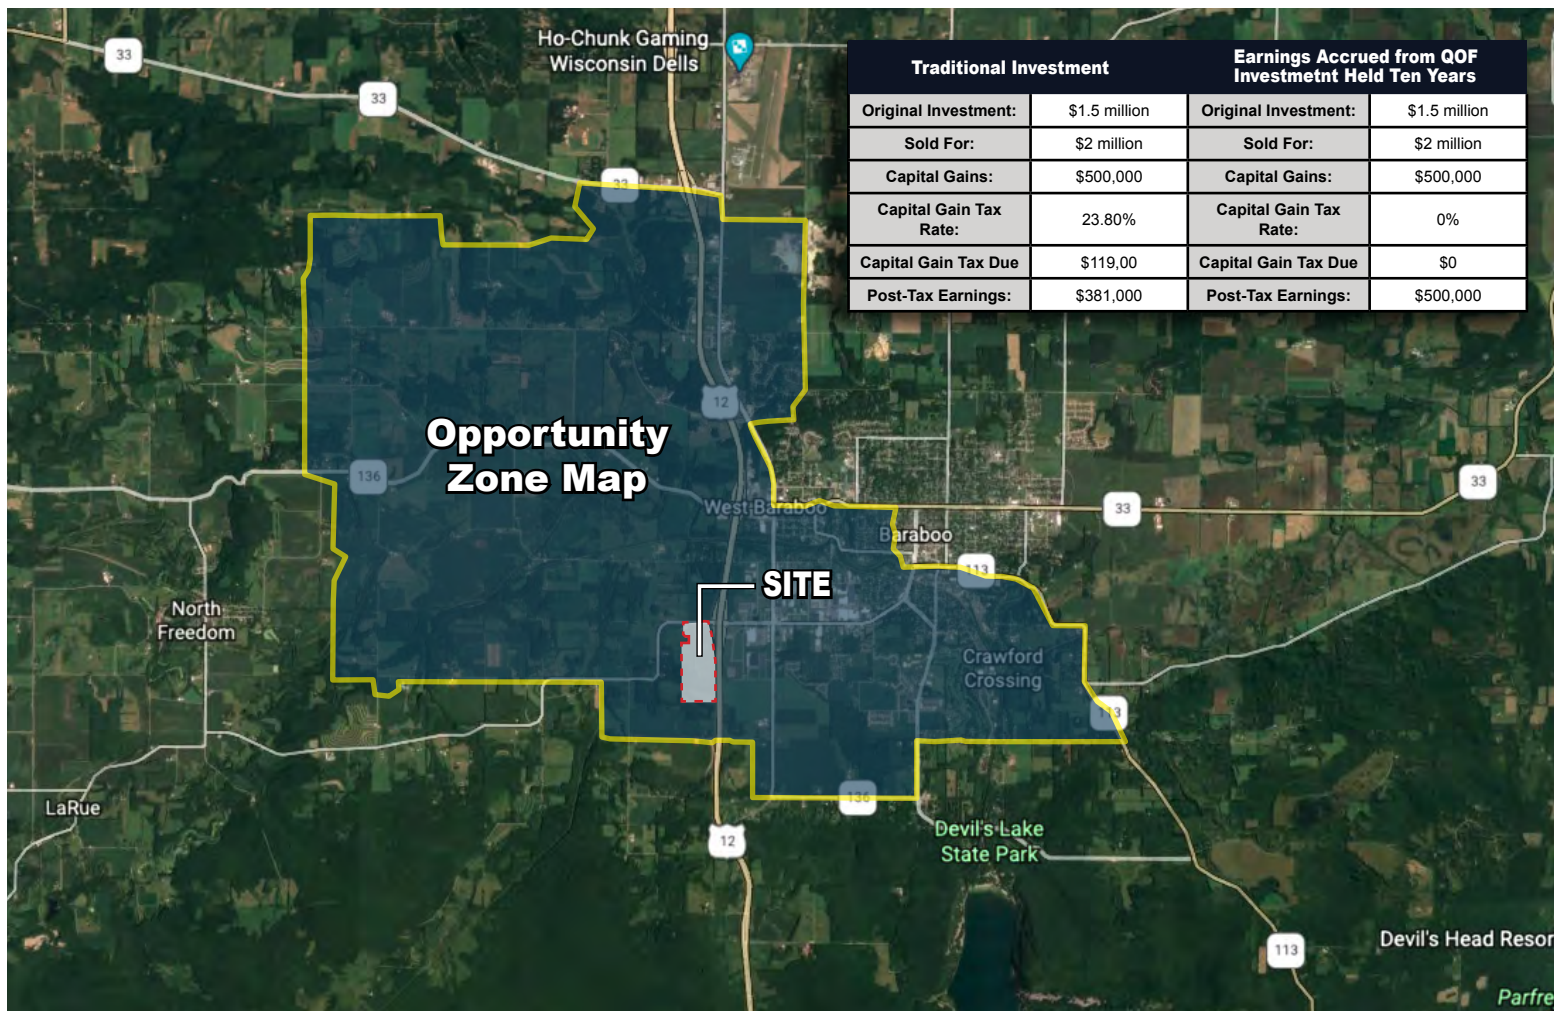 Ho-Chunk Gaming
Wisconsin Dells
33
33
33
Traditional Investment
Earnings Accrued from QOF
Investmetnt Held Ten Years
Original Investment:
$1.5 million
Original Investment:
$1.5 million
Sold For:
$2 million
Sold For:
$2 million
Capital Gains:
$500,000
Capital Gains:
$500,000
Capital Gain Tax
Rate:
23.80%
Capital Gain Tax
Rate:
0%
Capital Gain Tax Due
$119,00
Capital Gain Tax Due
$0
Post-Tax Earnings:
$381,000
Post-Tax Earnings:
$500,000
12
Opportunity
Zone Map
136
West Baraboo
33
33
Baraboo
113
SITE
North
Freedom
Crawford
Crossing
113
LaRue
136
12
Devil's Lake
State Park
113
Devil's Head Resor
Parfre